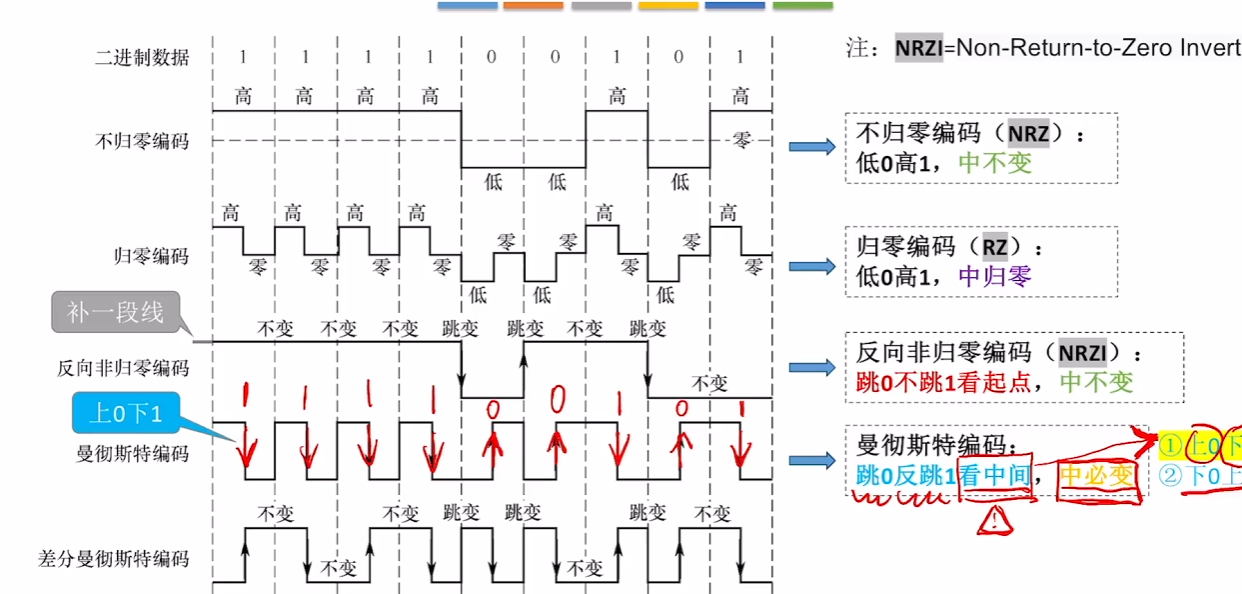 二进制数据 1 1 1 1 0 0 1 0 1
注：NRZI=Non-Return-to-Zero Invert
高 高 高 高 高 高
不归零编码 零
低 低 低
不归零编码（NRZ）：
低0高1，中不变
高 高 高 高 零 零 高 零 高
归零编码 零 零 零 零 零 零
低 低 低
归零编码（RZ）：
低0高1，中归零
补一段线
不变 不变 不变 跳变 跳变 不变 跳变
反向非归零编码 不变
反向非归零编码（NRZI）：
跳0不跳1看起点，中不变
1 1 1 1 0 0 1 0 1
上0下1
曼彻斯特编码
曼彻斯特编码：
跳0反跳1看中间，中必变
①上0下
②下0上
!
不变 不变 跳变 跳变 跳变 不变
差分曼彻斯特编码 不变 不变